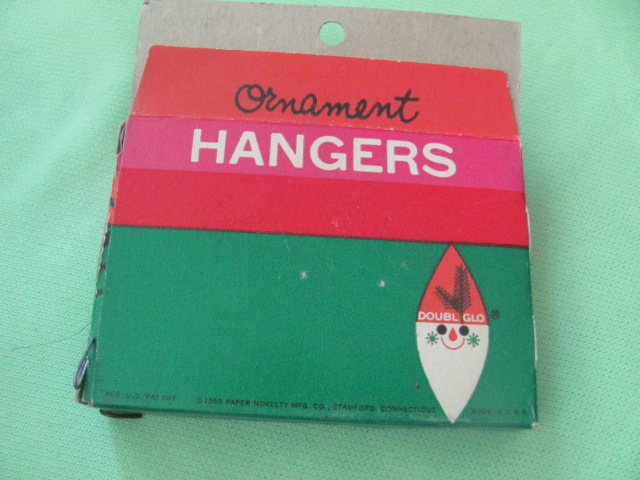 Ornament
HANGERS
DOUBL GLO ®
REG. U.S. PAT OFF. © 1966 PAPER NOVELTY MFG. CO., STAMFORD, CONNECTICUT MADE IN U.S.A.